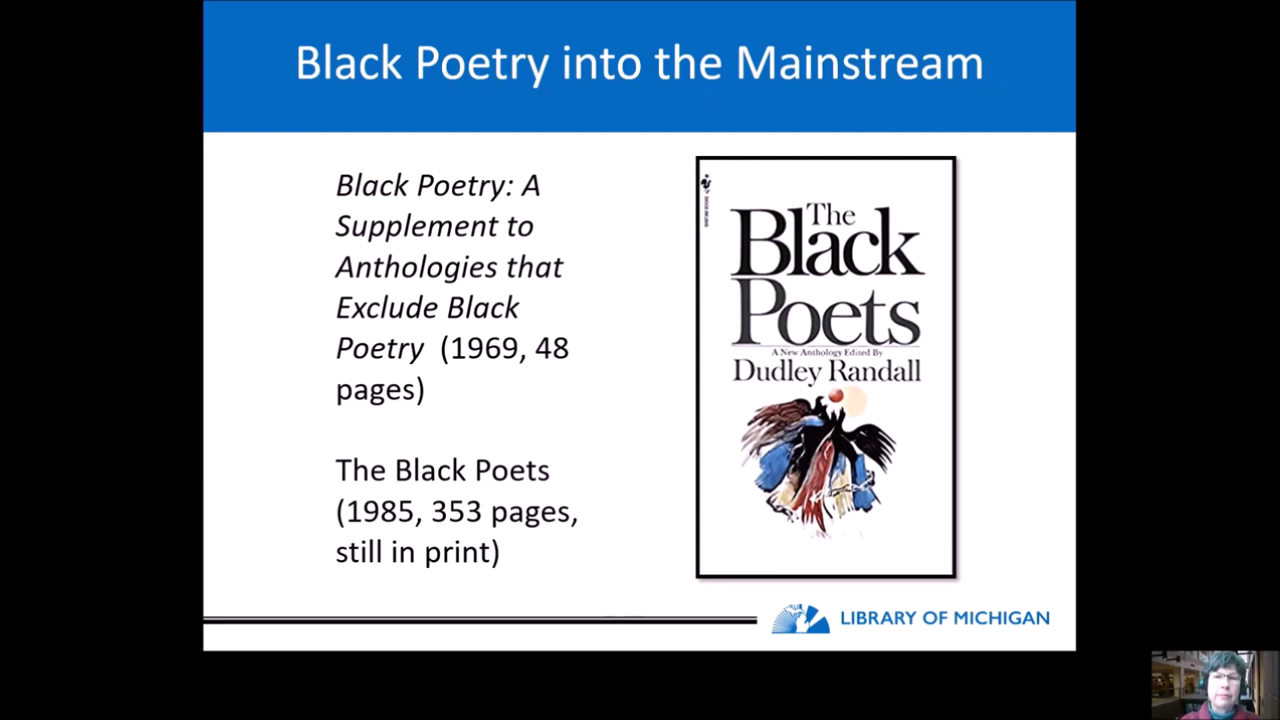 Black Poetry into the Mainstream
Black Poetry: A
Supplement to
Anthologies that
Exclude Black
Poetry (1969, 48
pages)
The Black Poets
(1985, 353 pages,
still in print)
The
Black
Poets
A New Anthology Edited By
Dudley Randall
LIBRARY OF MICHIGAN